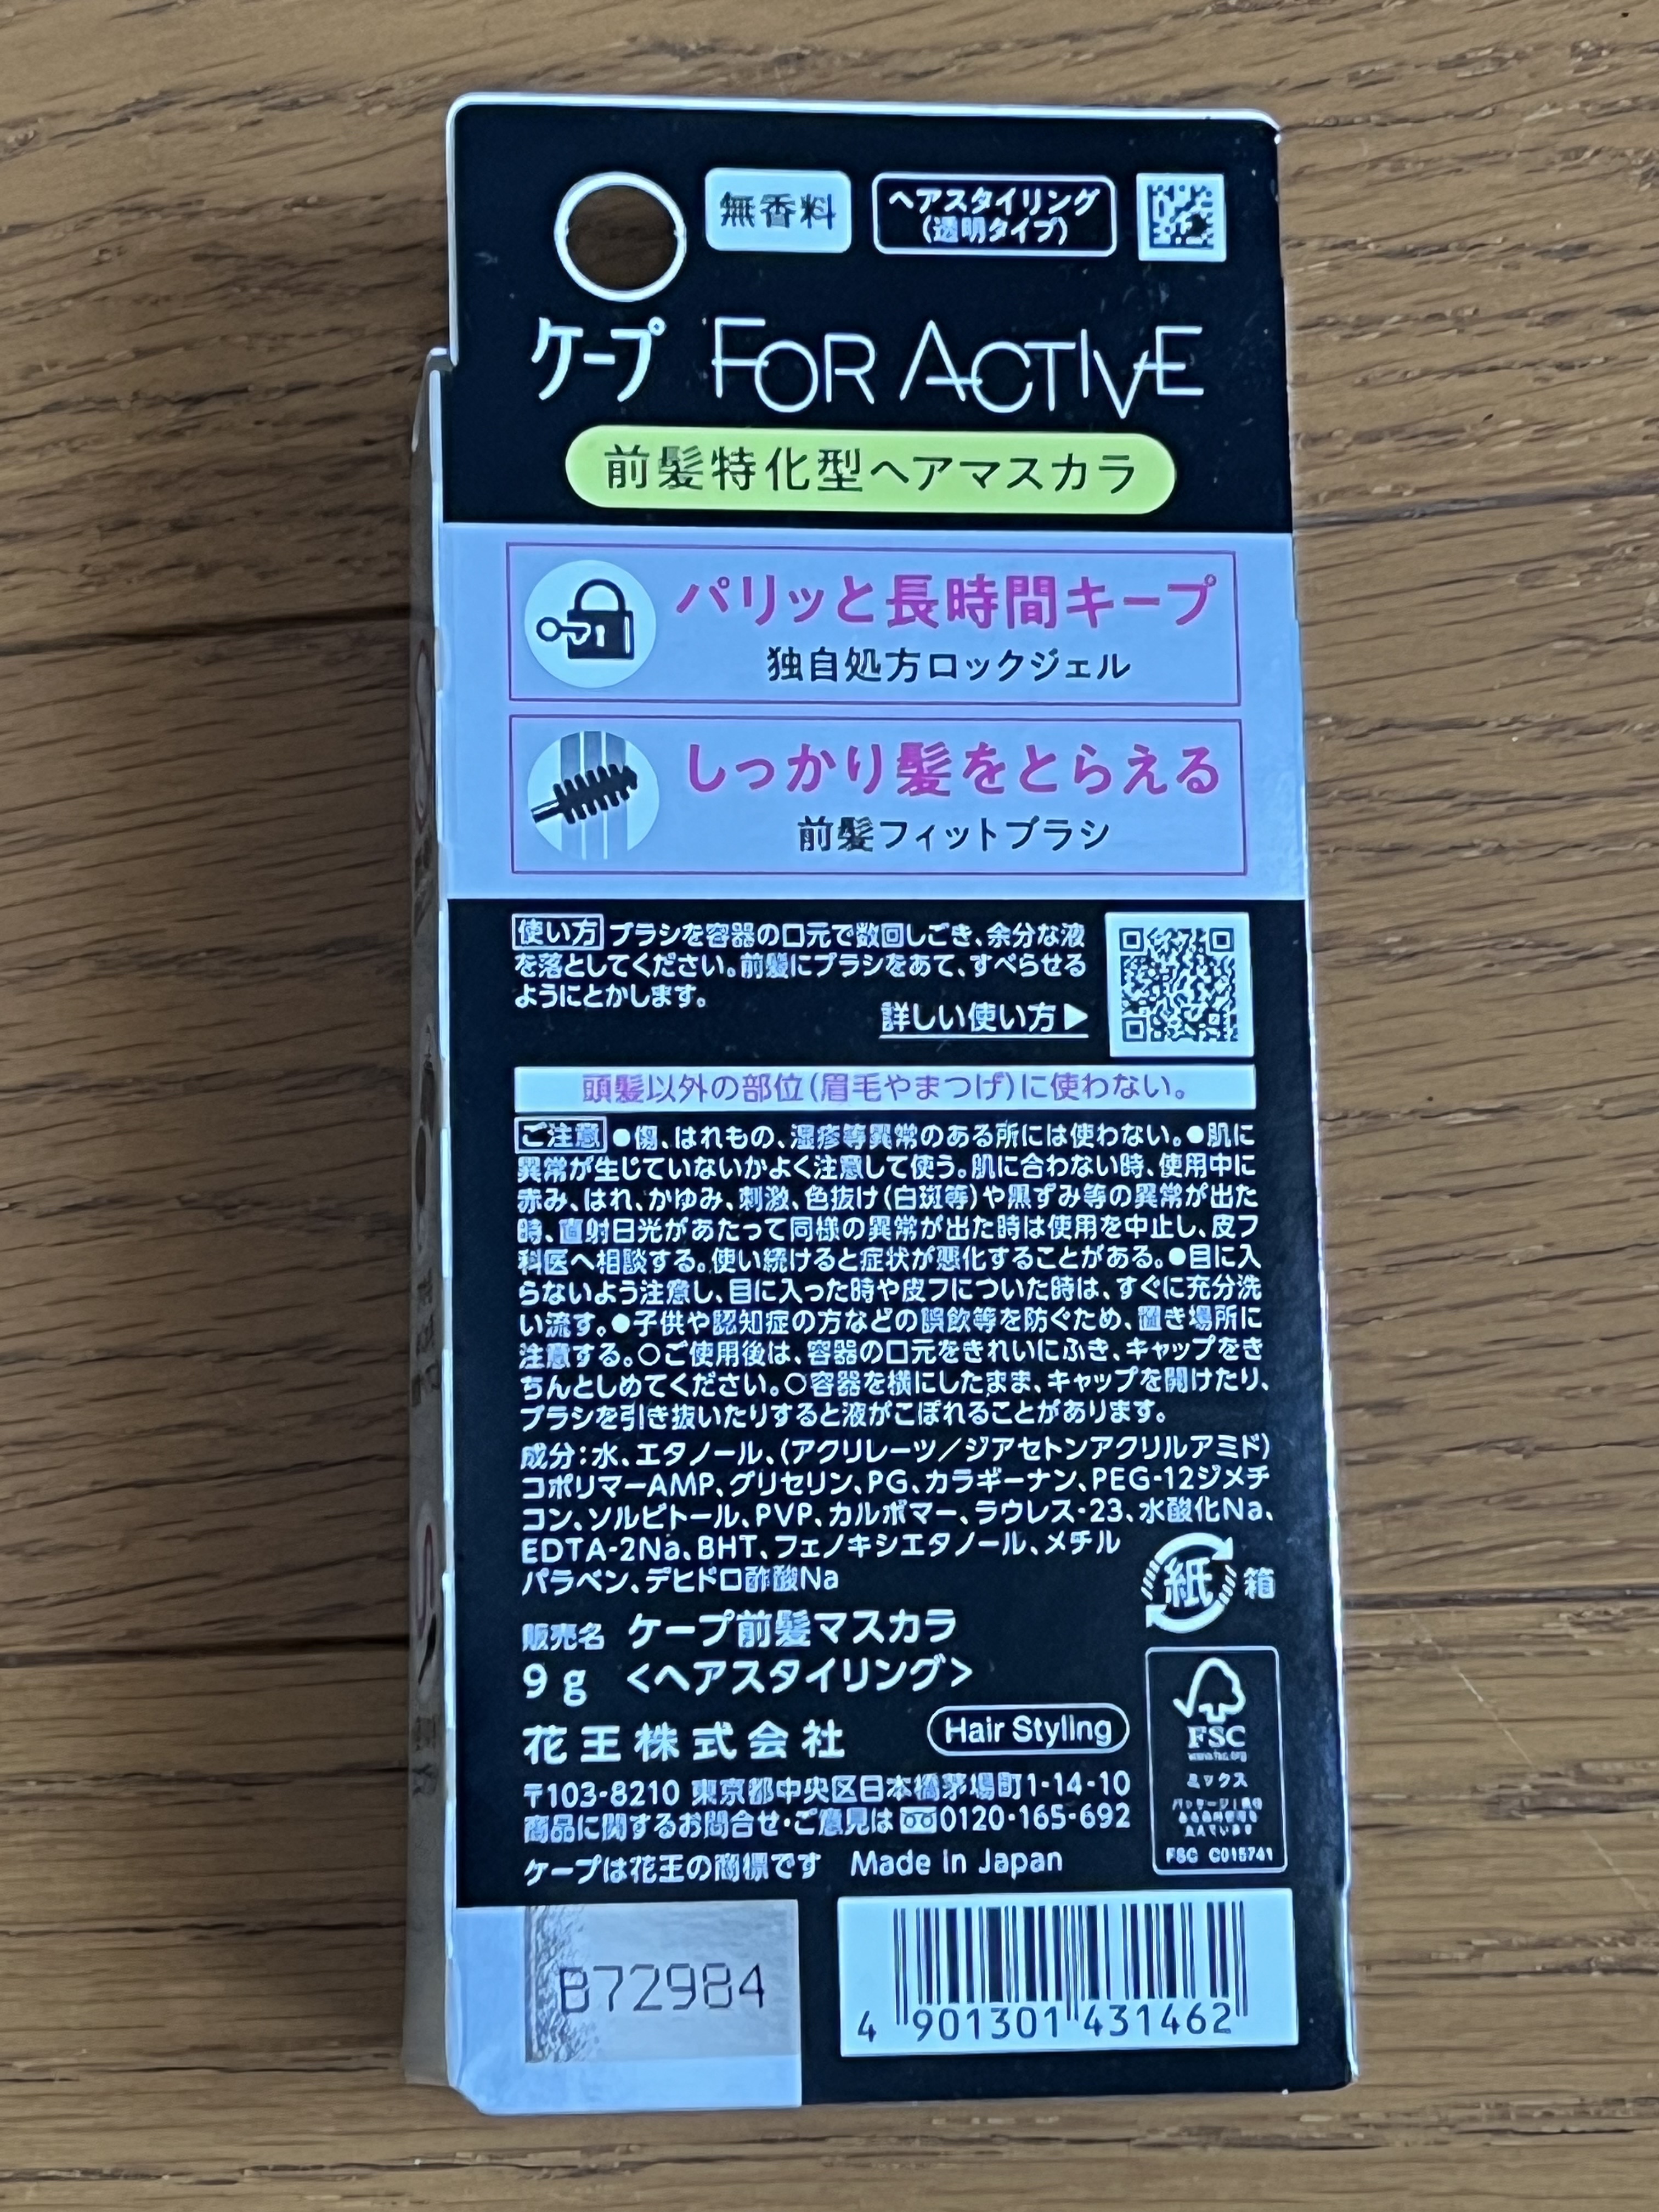 無香料
ヘアスタイリング
(透明タイプ)
ケープ FOR ACTIVE
前髪特化型ヘアマスカラ
パリッと長時間キープ
独自処方ロックジェル
しっかり髪をとらえる
前髪フィットブラシ
使い方 ブラシを容器の口元で数回しごき、余分な液
を落としてください。前髪にブラシをあて、すべらせる
ようにとかします。
詳しい使い方▶
頭髪以外の部位(眉毛やまつげ)に使わない。
ご注意 ●傷、はれもの、湿疹等異常のある所には使わない。●肌に
異常が生じていないかよく注意して使う。肌に合わない時、使用中に
赤み、はれ、かゆみ、刺激、色抜け(白斑等)や黒ずみ等の異常が出た
時、直射日光があたって同様の異常が出た時は使用を中止し、皮フ
科医へ相談する。使い続けると症状が悪化することがある。●目に入
らないよう注意し、目に入った時や皮フについた時は、すぐに充分洗
い流す。●子供や認知症の方などの誤飲等を防ぐため、置き場所に
注意する。○ご使用後は、容器の口元をきれいにふき、キャップをき
ちんとしめてください。○容器を横にしたまま、キャップを開けたり、
ブラシを引き抜いたりすると液がこぼれることがあります。
成分:水、エタノール、(アクリレーツ/ジアセトンアクリルアミド)
コポリマーAMP、グリセリン、PG、カラギーナン、PEG-12ジメチ
コン、ソルビトール、PVP、カルボマー、ラウレス-23、水酸化Na、
EDTA-2Na、BHT、フェノキシエタノール、メチル
パラベン、デヒドロ酢酸Na
紙 箱
販売名 ケープ前髪マスカラ
9g <ヘアスタイリング>
花王株式会社 Hair Styling
〒103-8210 東京都中央区日本橋茅場町1-14-10
商品に関するお問合せ・ご意見は 0120-165-692
ケープは花王の商標です Made in Japan
FSC
www.fsc.org
ミックス
FSC C015741
B72984
4 901301 431462